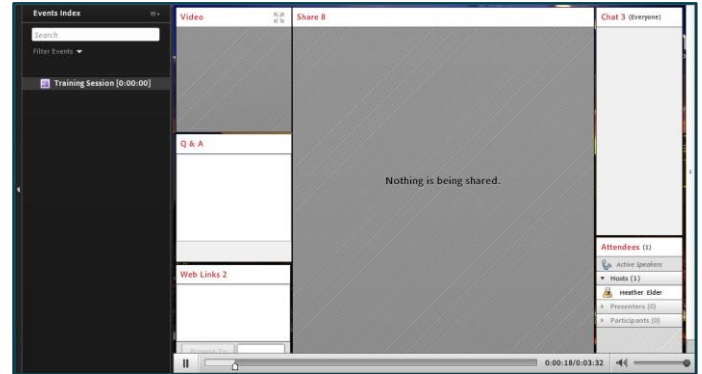 Events Index
Search
Filter Events
Training Session [0:00:00]
Video
Q & A
Web Links 2
Browse To
Share 8
Nothing is being shared.
Chat 3 (Everyone)
Attendees (1)
Active Speakers
Hosts (1)
Heather Elder
Presenters (0)
Participants (0)
0:00:18/0:03:32